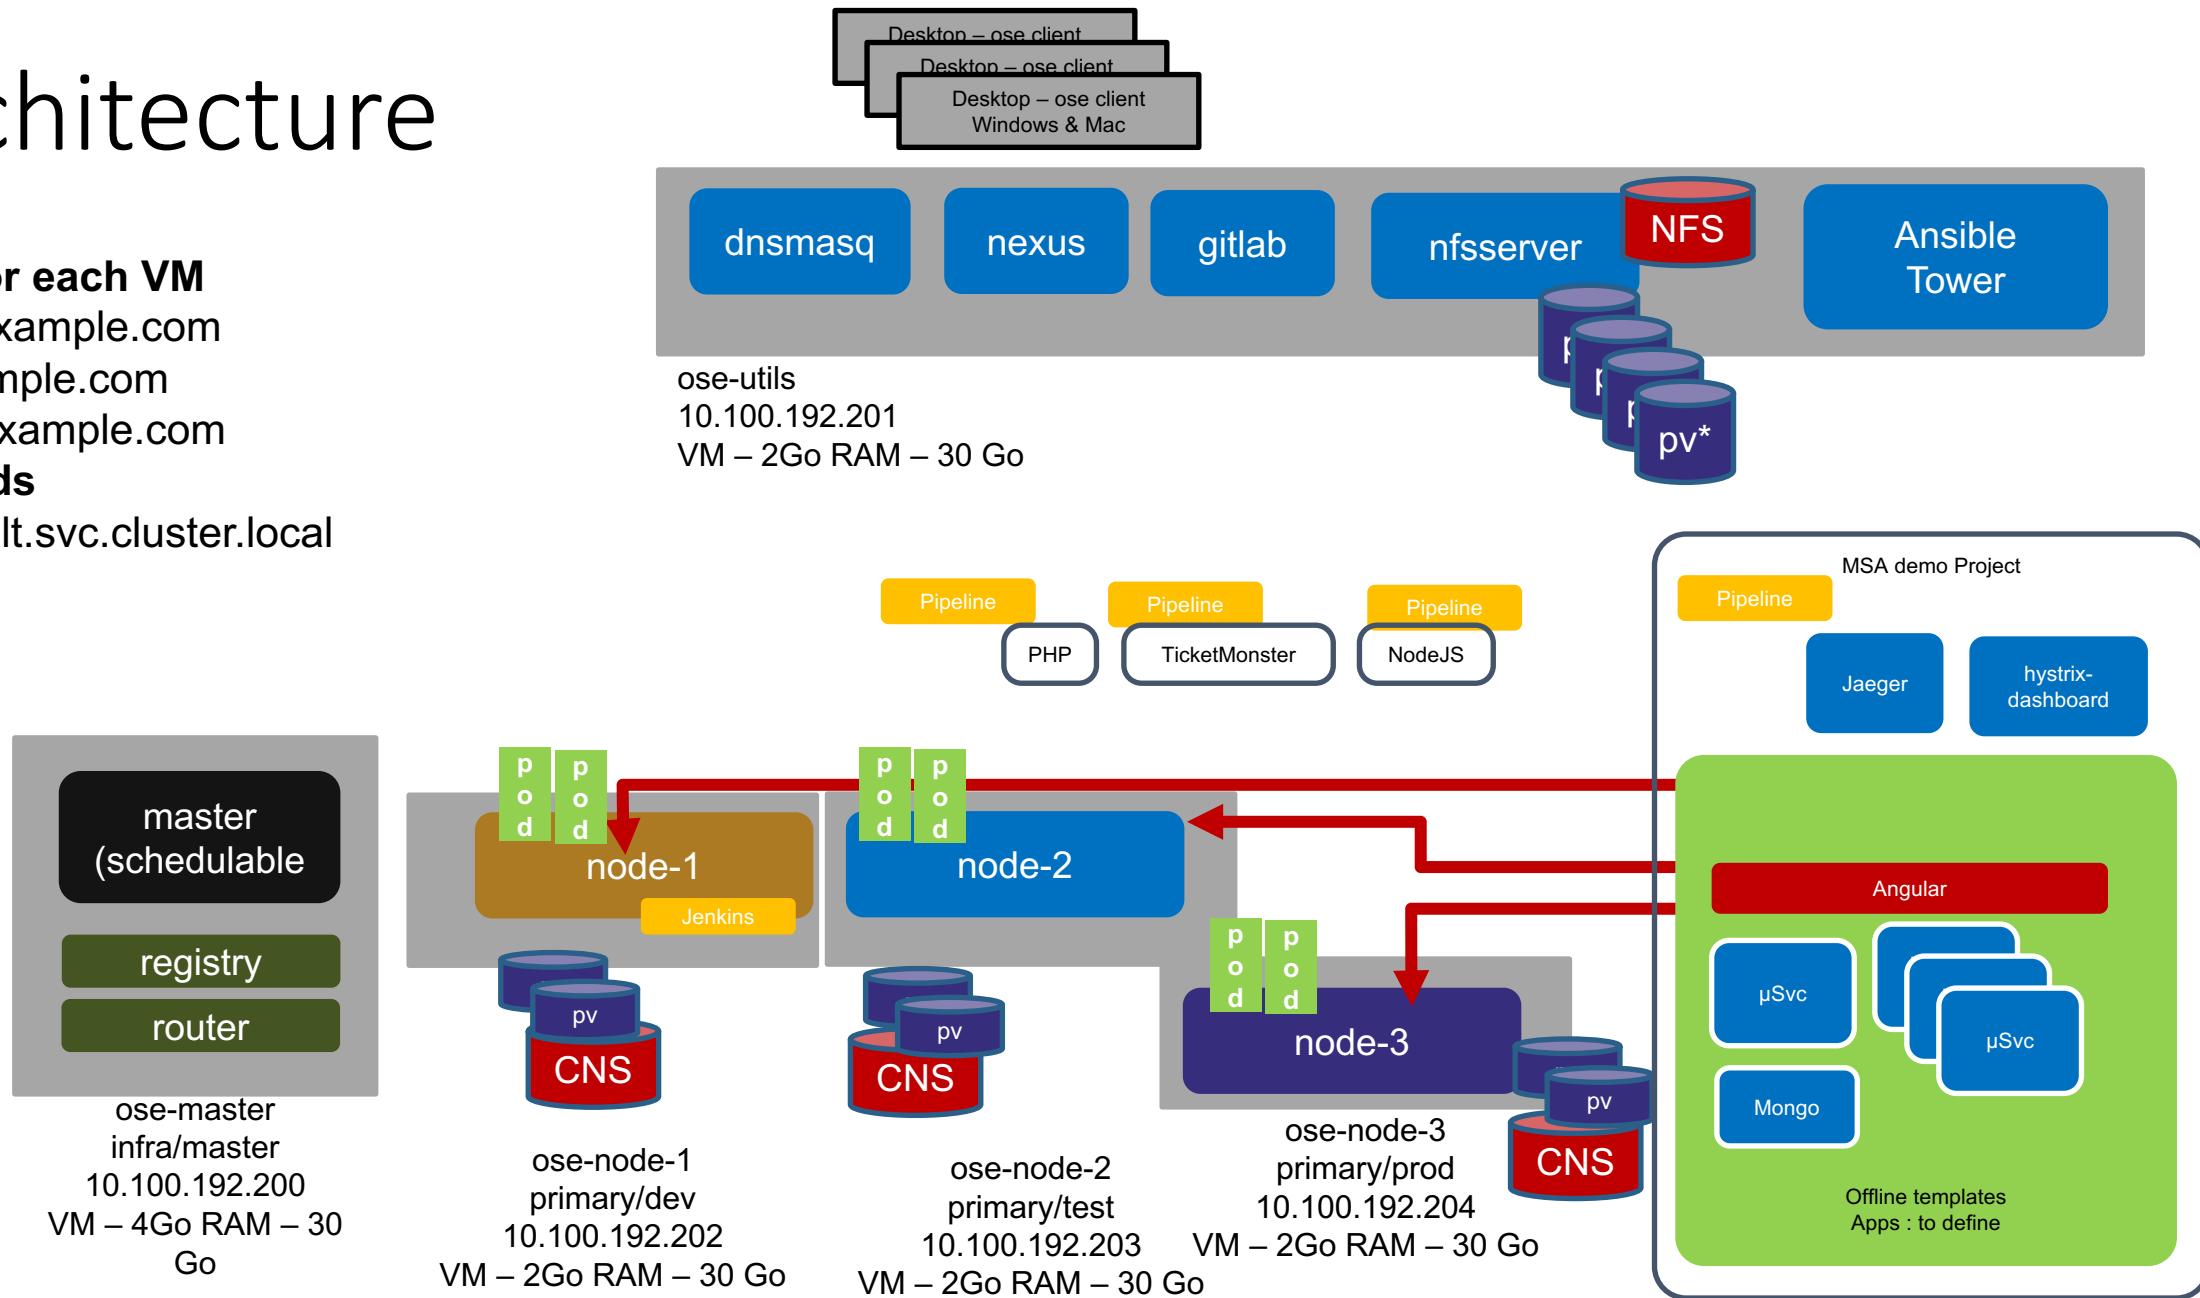 chitecture
r each VM
xample.com
mple.com
xample.com
ds
lt.svc.cluster.local
Desktop – ose client
Desktop – ose client
Desktop – ose client
Windows & Mac
dnsmasq
nexus
gitlab
nfsserver
NFS
Ansible
Tower
pv*
ose-utils
10.100.192.201
VM – 2Go RAM – 30 Go
Pipeline
PHP
Pipeline
TicketMonster
Pipeline
NodeJS
MSA demo Project
Pipeline
Jaeger
hystrix-
dashboard
Angular
µSvc
µSvc
Mongo
Offline templates
Apps : to define
master
(schedulable
registry
router
ose-master
infra/master
10.100.192.200
VM – 4Go RAM – 30
Go
pod
pod
node-1
Jenkins
pv
CNS
ose-node-1
primary/dev
10.100.192.202
VM – 2Go RAM – 30 Go
pod
pod
node-2
pv
CNS
ose-node-2
primary/test
10.100.192.203
VM – 2Go RAM – 30 Go
pod
pod
node-3
pv
CNS
ose-node-3
primary/prod
10.100.192.204
VM – 2Go RAM – 30 Go